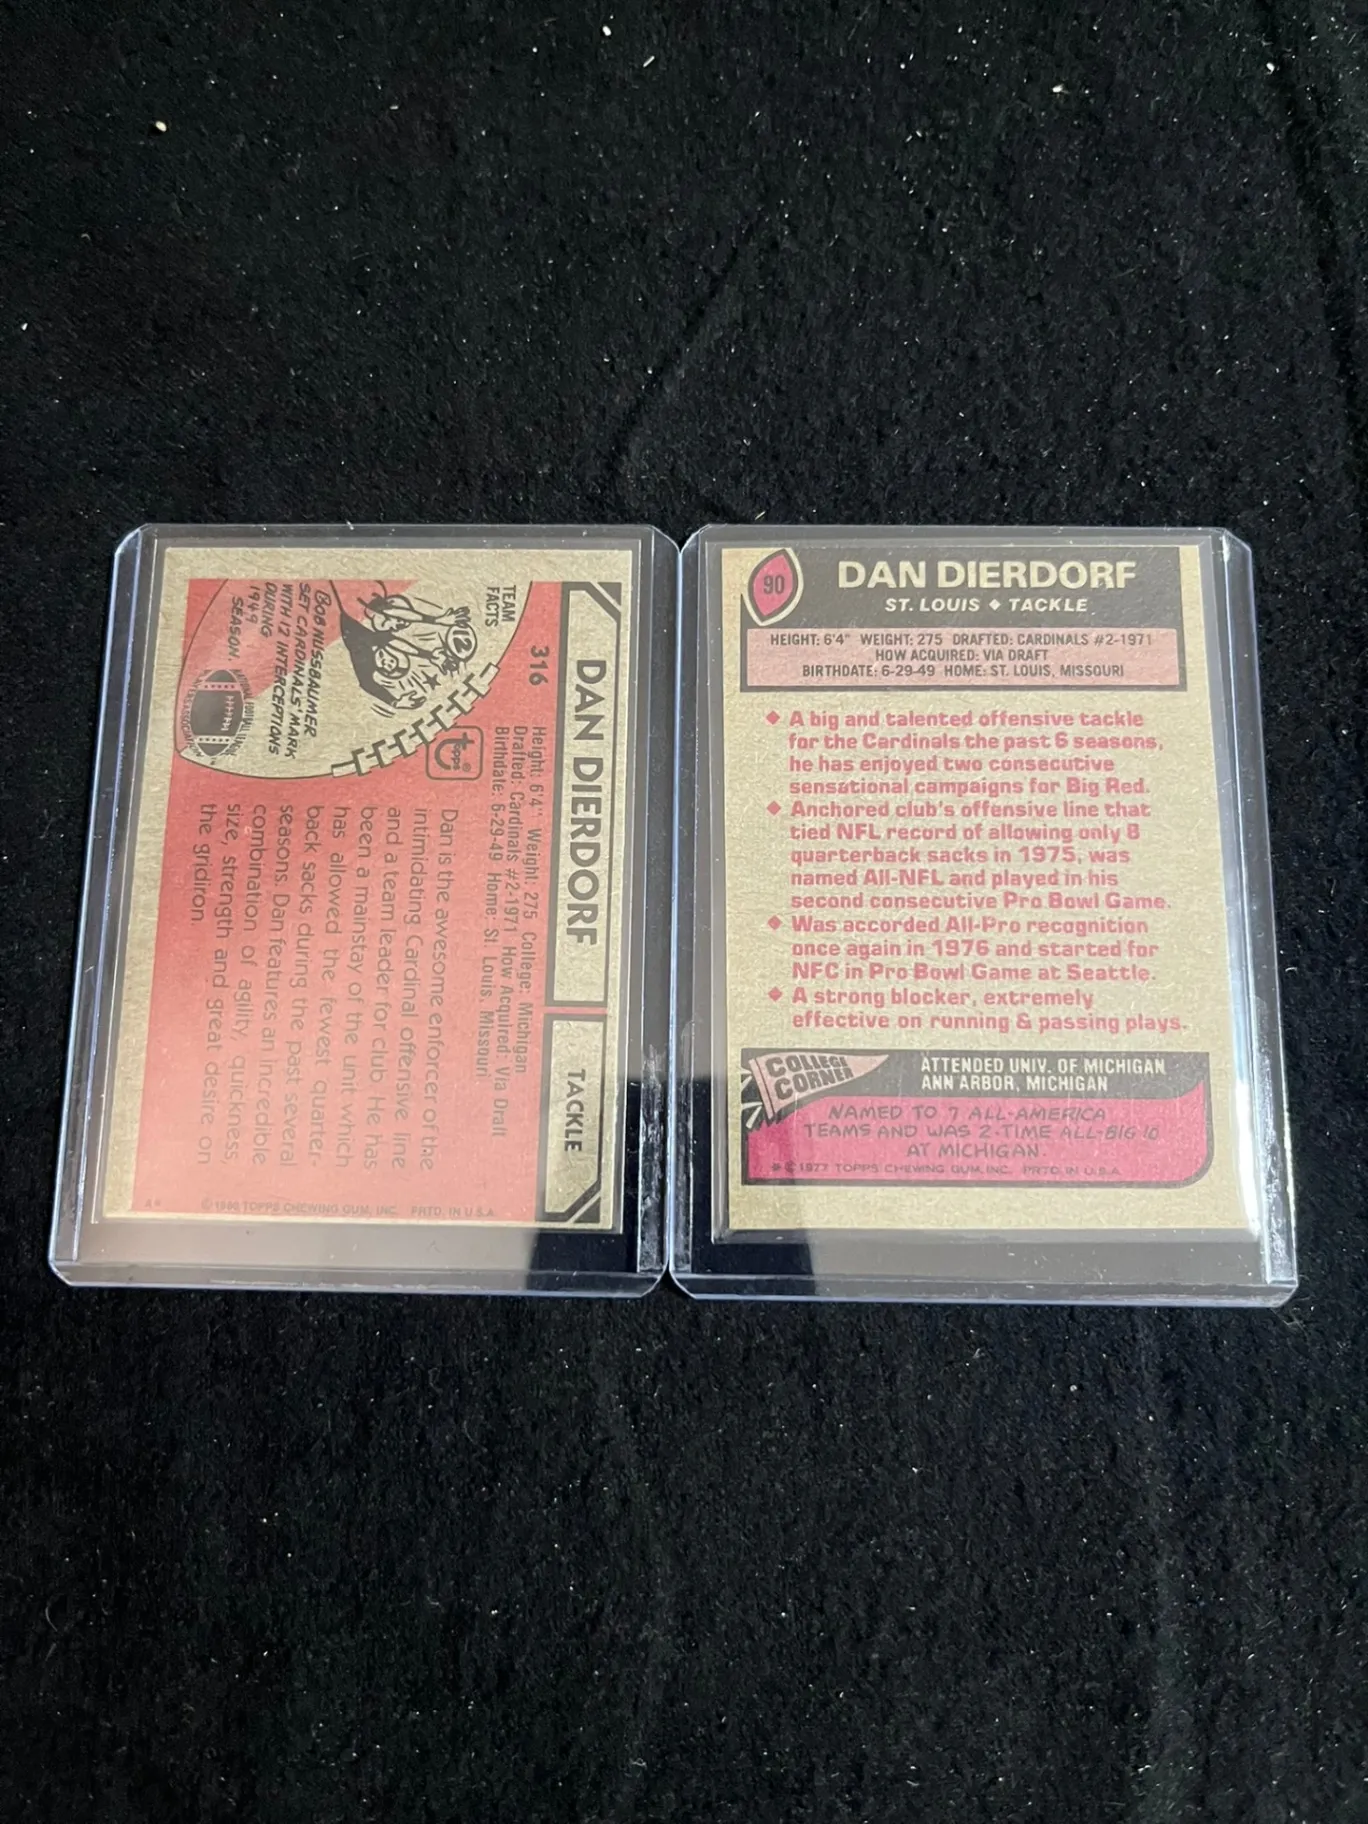 DAN DIERDORF
TACKLE
316
Height: 6'4" Weight: 275 College: Michigan
Drafted: Cardinals #2-1971 How Acquired: Via Draft
Birthdate: 6-29-49 Home: St. Louis, Missouri
TEAM
FACTS
12
BOB NUSSBAUMER
SET CARDINALS' MARK
WITH 12 INTERCEPTIONS
DURING
1949
SEASON.
topps®
Dan is the awesome enforcer of the
intimidating Cardinal offensive line
and a team leader for club. He has
been a mainstay of the unit which
has allowed the fewest quarter-
back sacks during the past several
seasons. Dan features an incredible
combination of agility, quickness,
size, strength and great desire on
the gridiron.
© 1980 TOPPS CHEWING GUM, INC. PRTD. IN U.S.A.
90
DAN DIERDORF
ST. LOUIS ♦ TACKLE
HEIGHT: 6'4" WEIGHT: 275 DRAFTED: CARDINALS #2-1971
HOW ACQUIRED: VIA DRAFT
BIRTHDATE: 6-29-49 HOME: ST. LOUIS, MISSOURI
♦ A big and talented offensive tackle
for the Cardinals the past 6 seasons,
he has enjoyed two consecutive
sensational campaigns for Big Red.
♦ Anchored club's offensive line that
tied NFL record of allowing only 8
quarterback sacks in 1975, was
named All-NFL and played in his
second consecutive Pro Bowl Game.
♦ Was accorded All-Pro recognition
once again in 1976 and started for
NFC in Pro Bowl Game at Seattle.
♦ A strong blocker, extremely
effective on running & passing plays.
COLLEGE
CORNER
ATTENDED UNIV. OF MICHIGAN
ANN ARBOR, MICHIGAN
NAMED TO 7 ALL-AMERICA
TEAMS AND WAS 2-TIME ALL-BIG 10
AT MICHIGAN.
* © 1977 TOPPS CHEWING GUM, INC. PRTD. IN U.S.A.